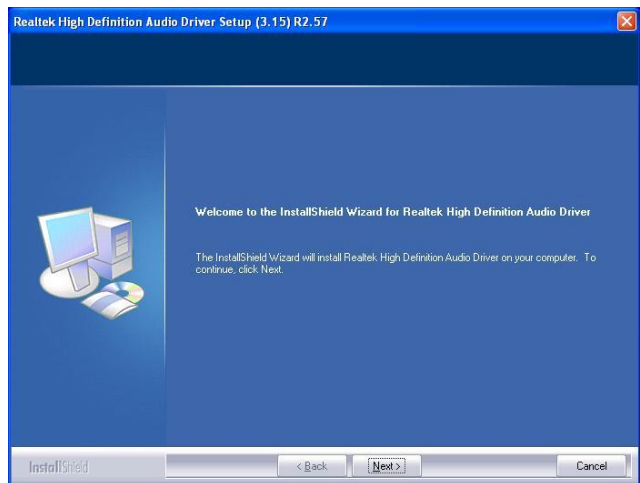 Realtek High Definition Audio Driver Setup (3.15) R2.57
Welcome to the InstallShield Wizard for Realtek High Definition Audio Driver
The InstallShield Wizard will install Realtek High Definition Audio Driver on your computer. To
continue, click Next.
InstallShield
< Back
Next >
Cancel